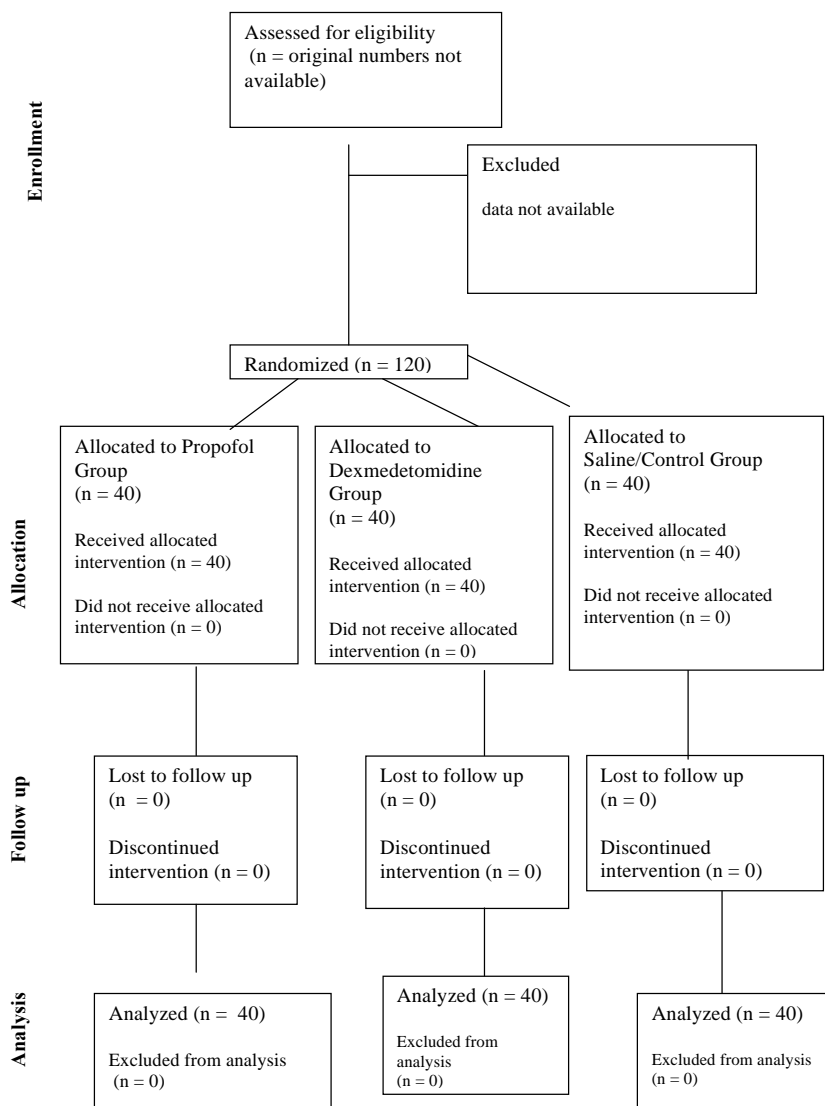 Enrollment
Assessed for eligibility
(n = original numbers not
available)
Excluded
data not available
Randomized (n = 120)
Allocation
Allocated to Propofol
Group
(n = 40)
Received allocated
intervention (n = 40)
Did not receive allocated
intervention (n = 0)
Allocated to
Dexmedetomidine
Group
(n = 40)
Received allocated
intervention (n = 40)
Did not receive allocated
intervention (n = 0)
Allocated to
Saline/Control Group
(n = 40)
Received allocated
intervention (n = 40)
Did not receive allocated
intervention (n = 0)
Follow up
Lost to follow up
(n = 0)
Discontinued
intervention (n = 0)
Lost to follow up
(n = 0)
Discontinued
intervention (n = 0)
Lost to follow up
(n = 0)
Discontinued
intervention (n = 0)
Analysis
Analyzed (n = 40)
Excluded from analysis
(n = 0)
Analyzed (n = 40)
Excluded from
analysis
(n = 0)
Analyzed (n = 40)
Excluded from analysis
(n = 0)